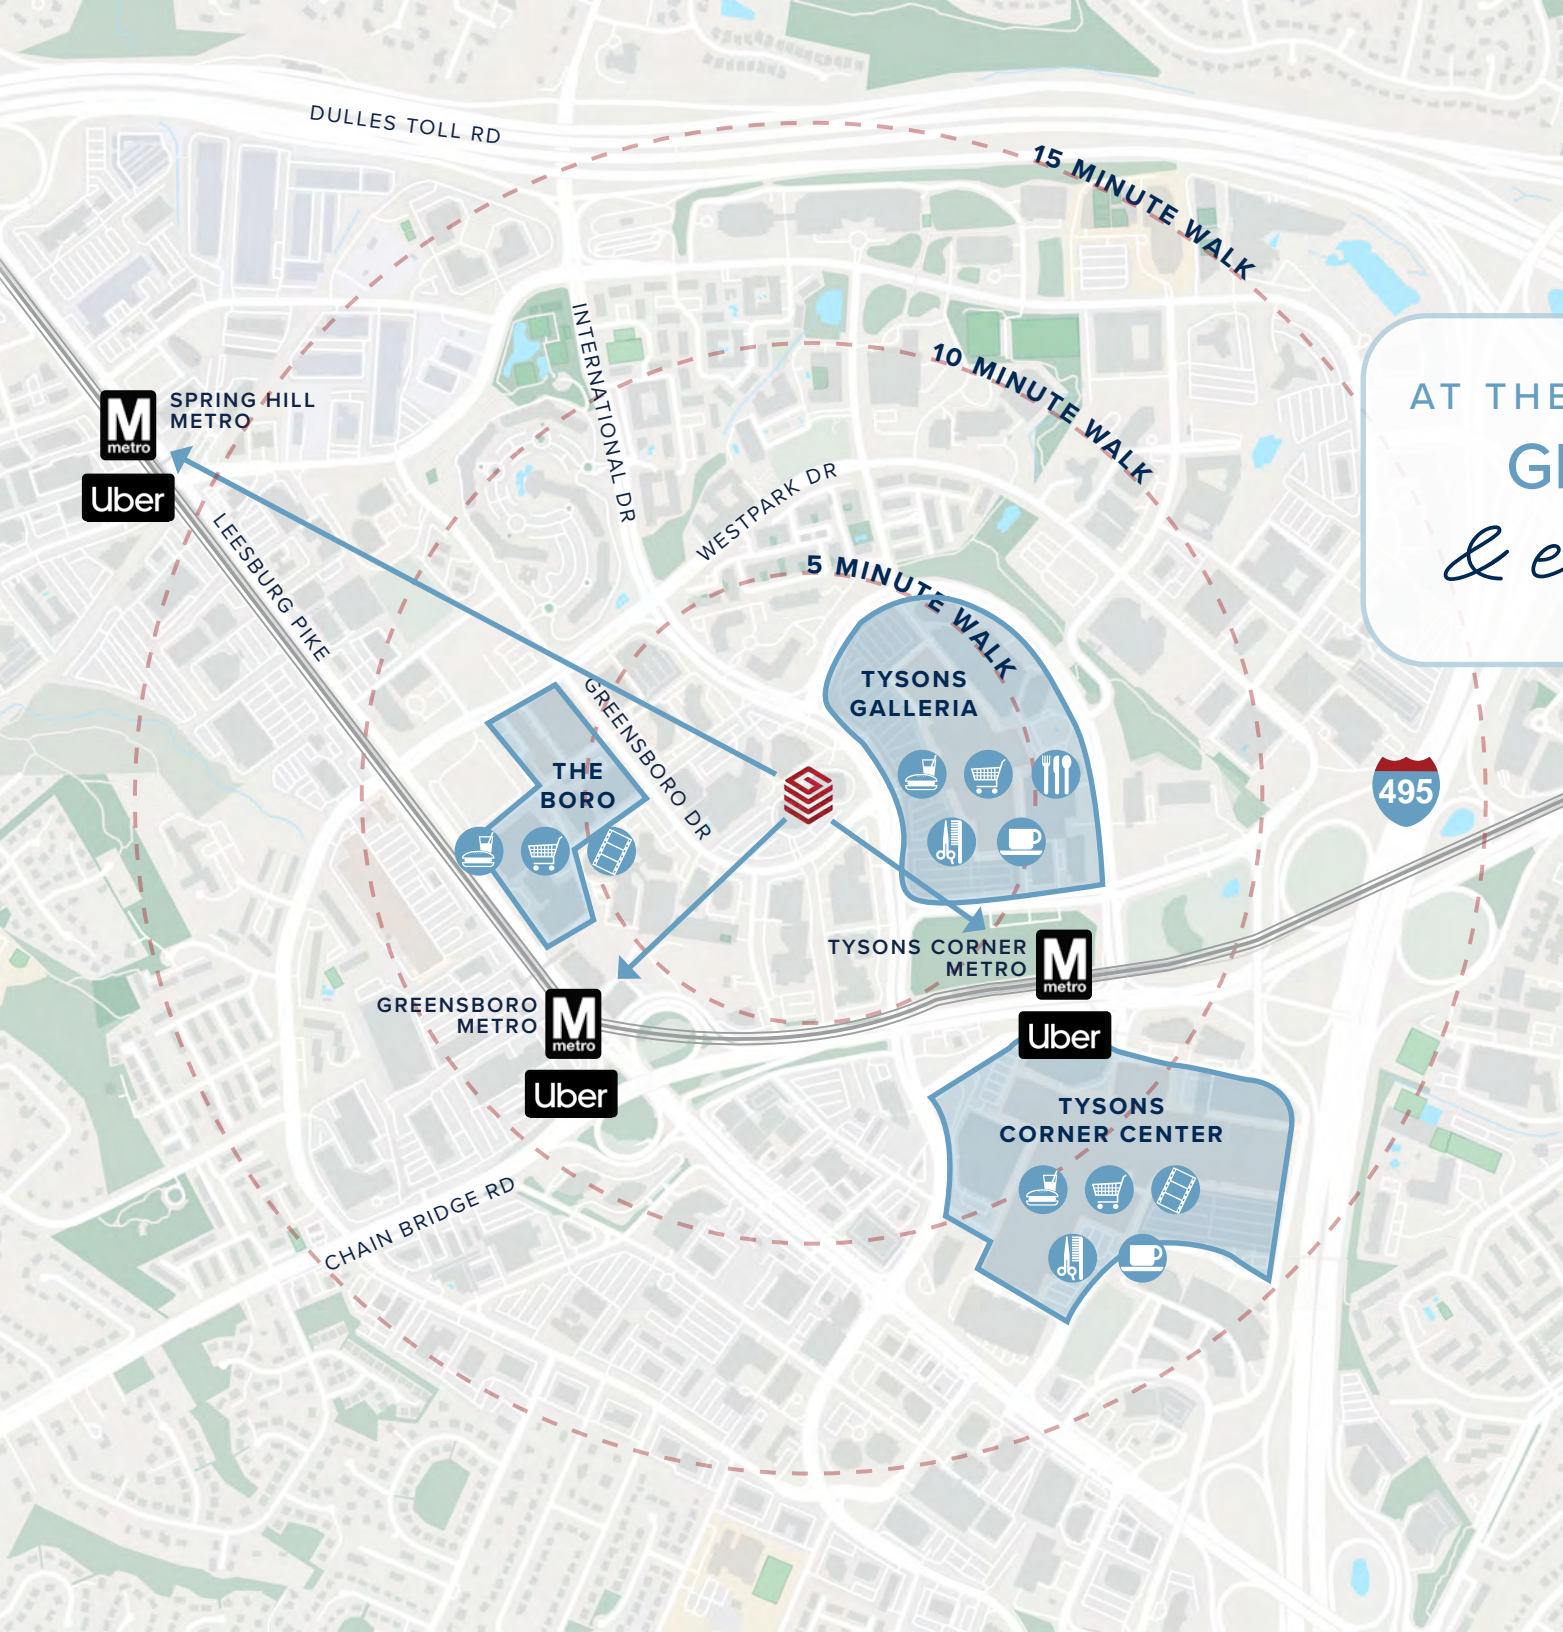 DULLES TOLL RD
15 MINUTE WALK
INTERNATIONAL DR
10 MINUTE WALK
AT THE
M
metro
SPRING HILL
METRO
Uber
WESTPARK DR
LEESBURG PIKE
5 MINUTE WALK
&
TYSONS
GALLERIA
GREENSBORO DR
THE
BORO
495
TYSONS CORNER
METRO
M
metro
GREENSBORO
METRO
M
metro
Uber
Uber
TYSONS
CORNER CENTER
CHAIN BRIDGE RD